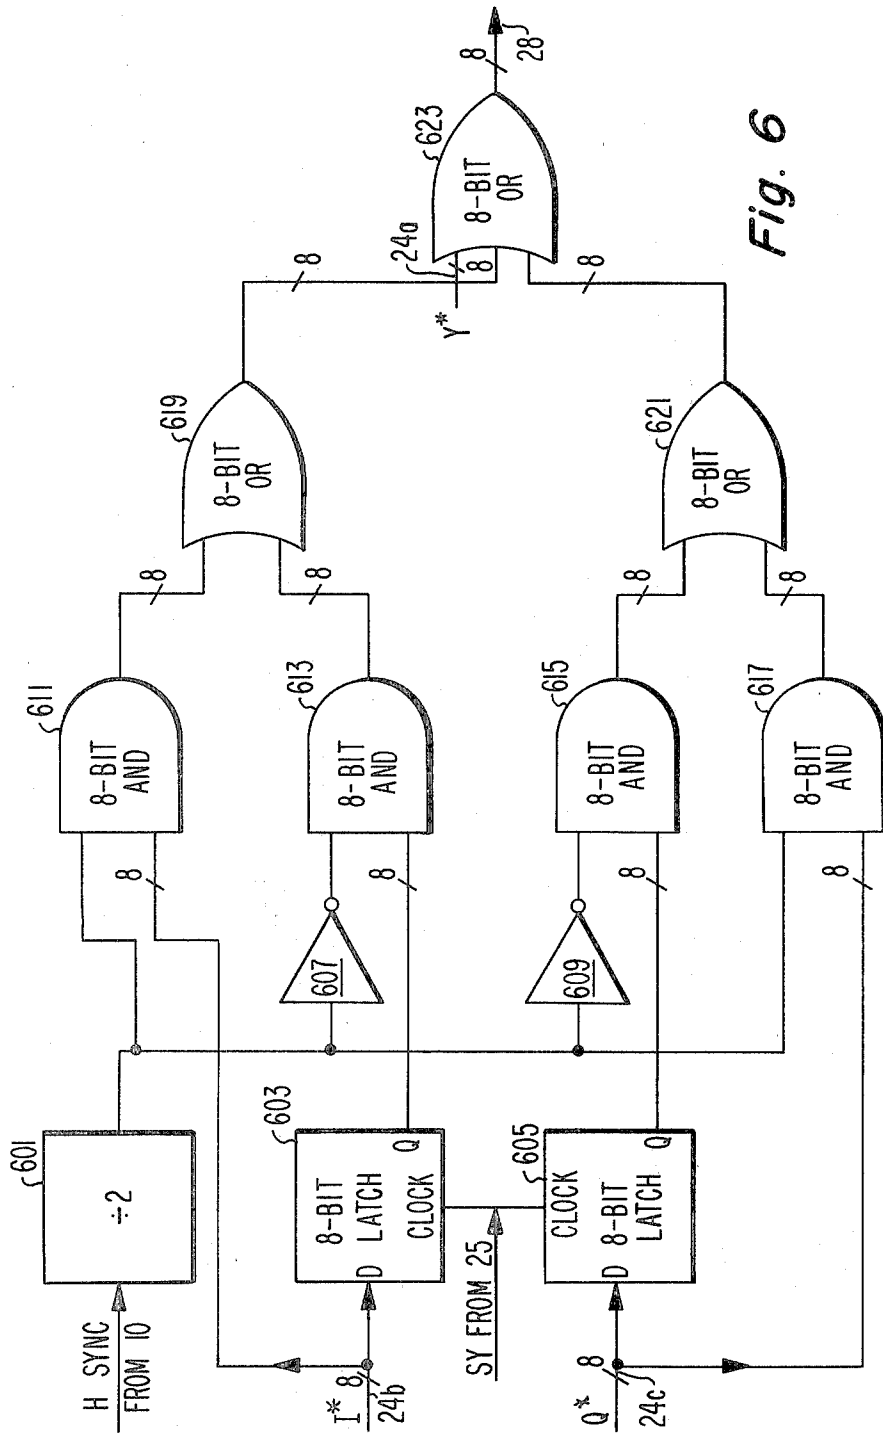 H SYNC
FROM 10
601
÷2
I*
8
24b
603
8-BIT
LATCH
D
Q
CLOCK
SY FROM 25
605
CLOCK
D
8-BIT
LATCH
Q
Q*
8
24c
607
609
8
8
8
8
611
8-BIT
AND
613
8-BIT
AND
615
8-BIT
AND
617
8-BIT
AND
8
8
8
8
619
8-BIT
OR
621
8-BIT
OR
8
8
Y*
24a
8
623
8-BIT
OR
8
28
Fig. 6